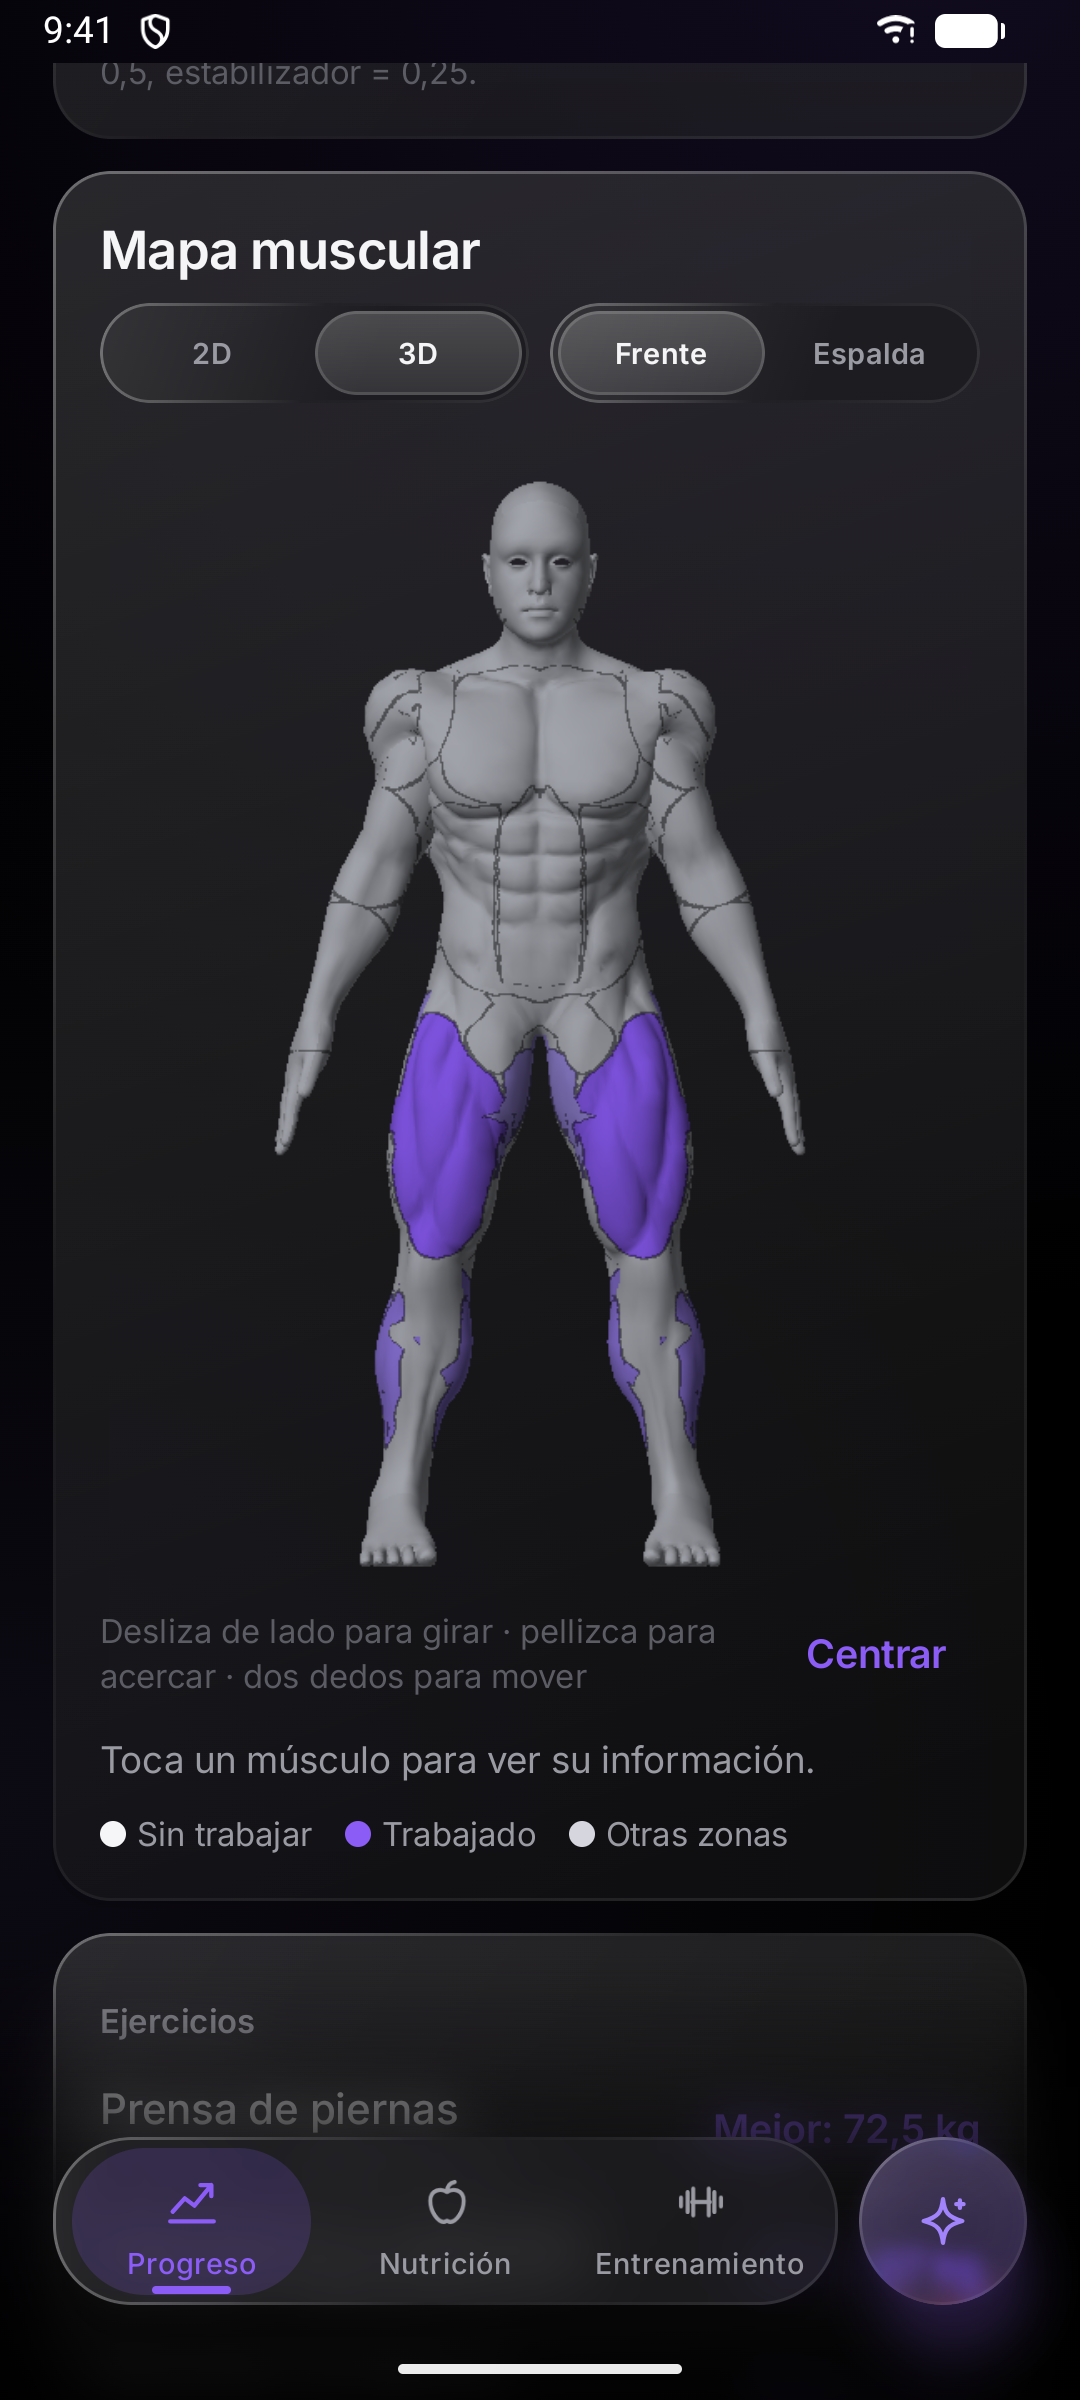 9:41
0,5, estabilizador = 0,25.
Mapa muscular
2D
3D
Frente
Espalda
Desliza de lado para girar · pellizca para
acercar · dos dedos para mover
Centrar
Toca un músculo para ver su información.
Sin trabajar
Trabajado
Otras zonas
Ejercicios
Prensa de piernas
Mejor: 72,5 kg
Progreso
Nutrición
Entrenamiento